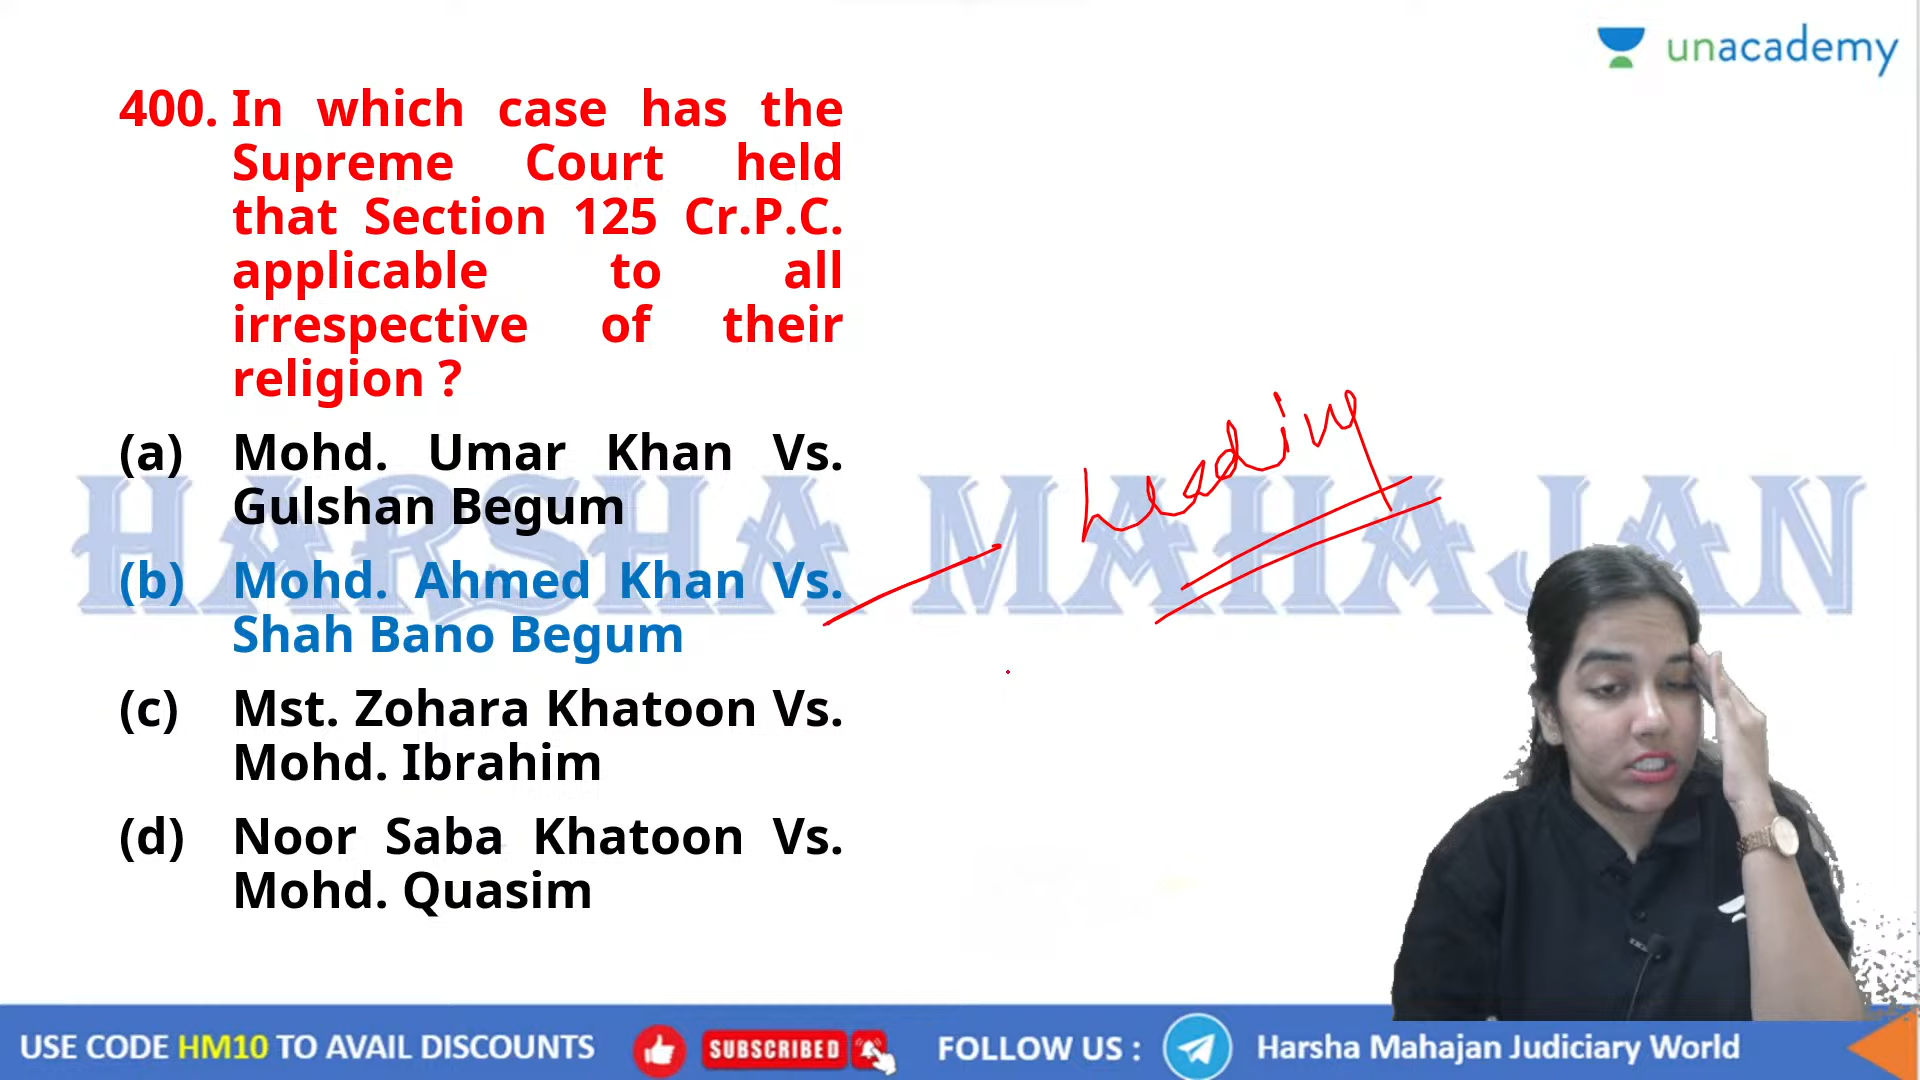 unacademy
400. In which case has the
Supreme Court held
that Section 125 Cr.P.C.
applicable to all
irrespective of their
religion ?
(a) Mohd. Umar Khan Vs.
Gulshan Begum
(b) Mohd. Ahmed Khan Vs.
Shah Bano Begum
(c) Mst. Zohara Khatoon Vs.
Mohd. Ibrahim
(d) Noor Saba Khatoon Vs.
Mohd. Quasim
Leading
HARSHA MAHAJAN
USE CODE HM10 TO AVAIL DISCOUNTS
SUBSCRIBED
FOLLOW US :
Harsha Mahajan Judiciary World